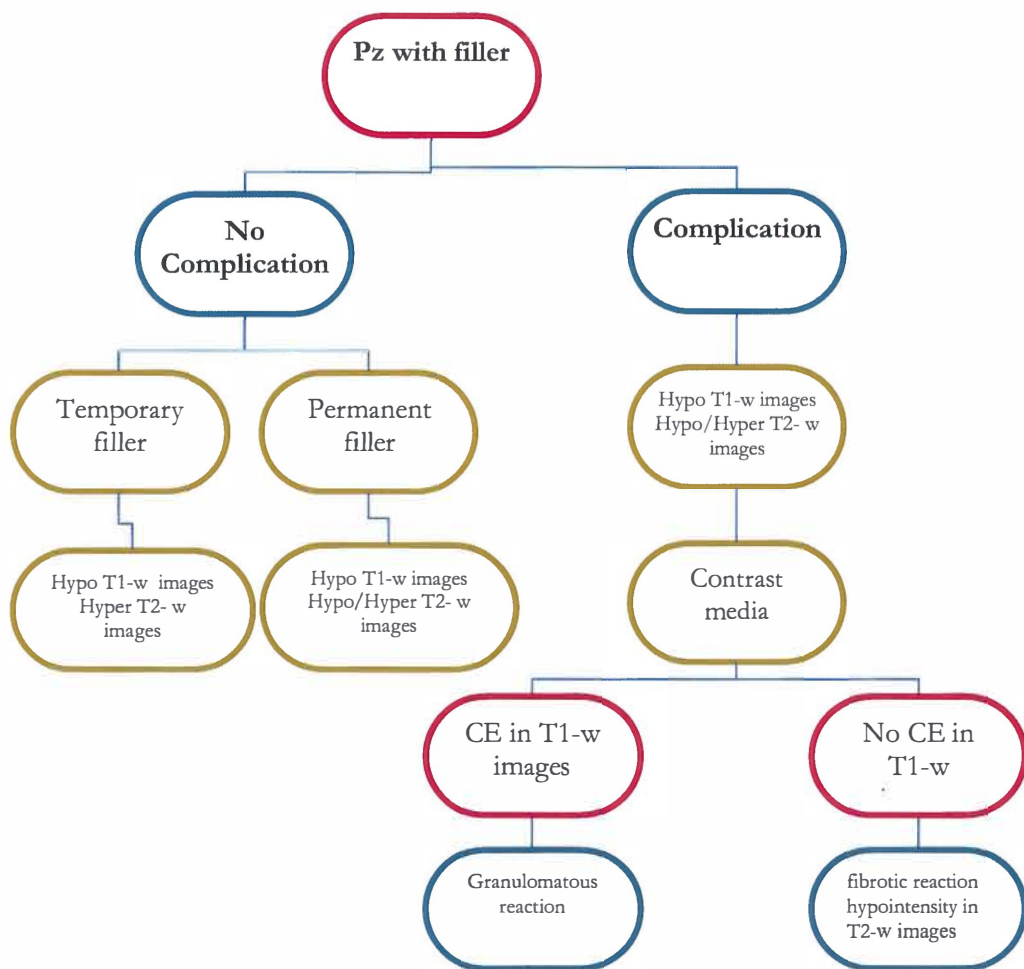 Pz with filler
No
Complication
Complication
Temporary
filler
Permanent
filler
Hypo T1-w images
Hypo/Hyper T2- w
images
Hypo T1-w images
Hyper T2- w
images
Hypo T1-w images
Hypo/Hyper T2- w
images
Contrast
media
CE in T1-w
images
No CE in
T1-w
Granulomatous
reaction
fibrotic reaction
hypointensity in
T2-w images